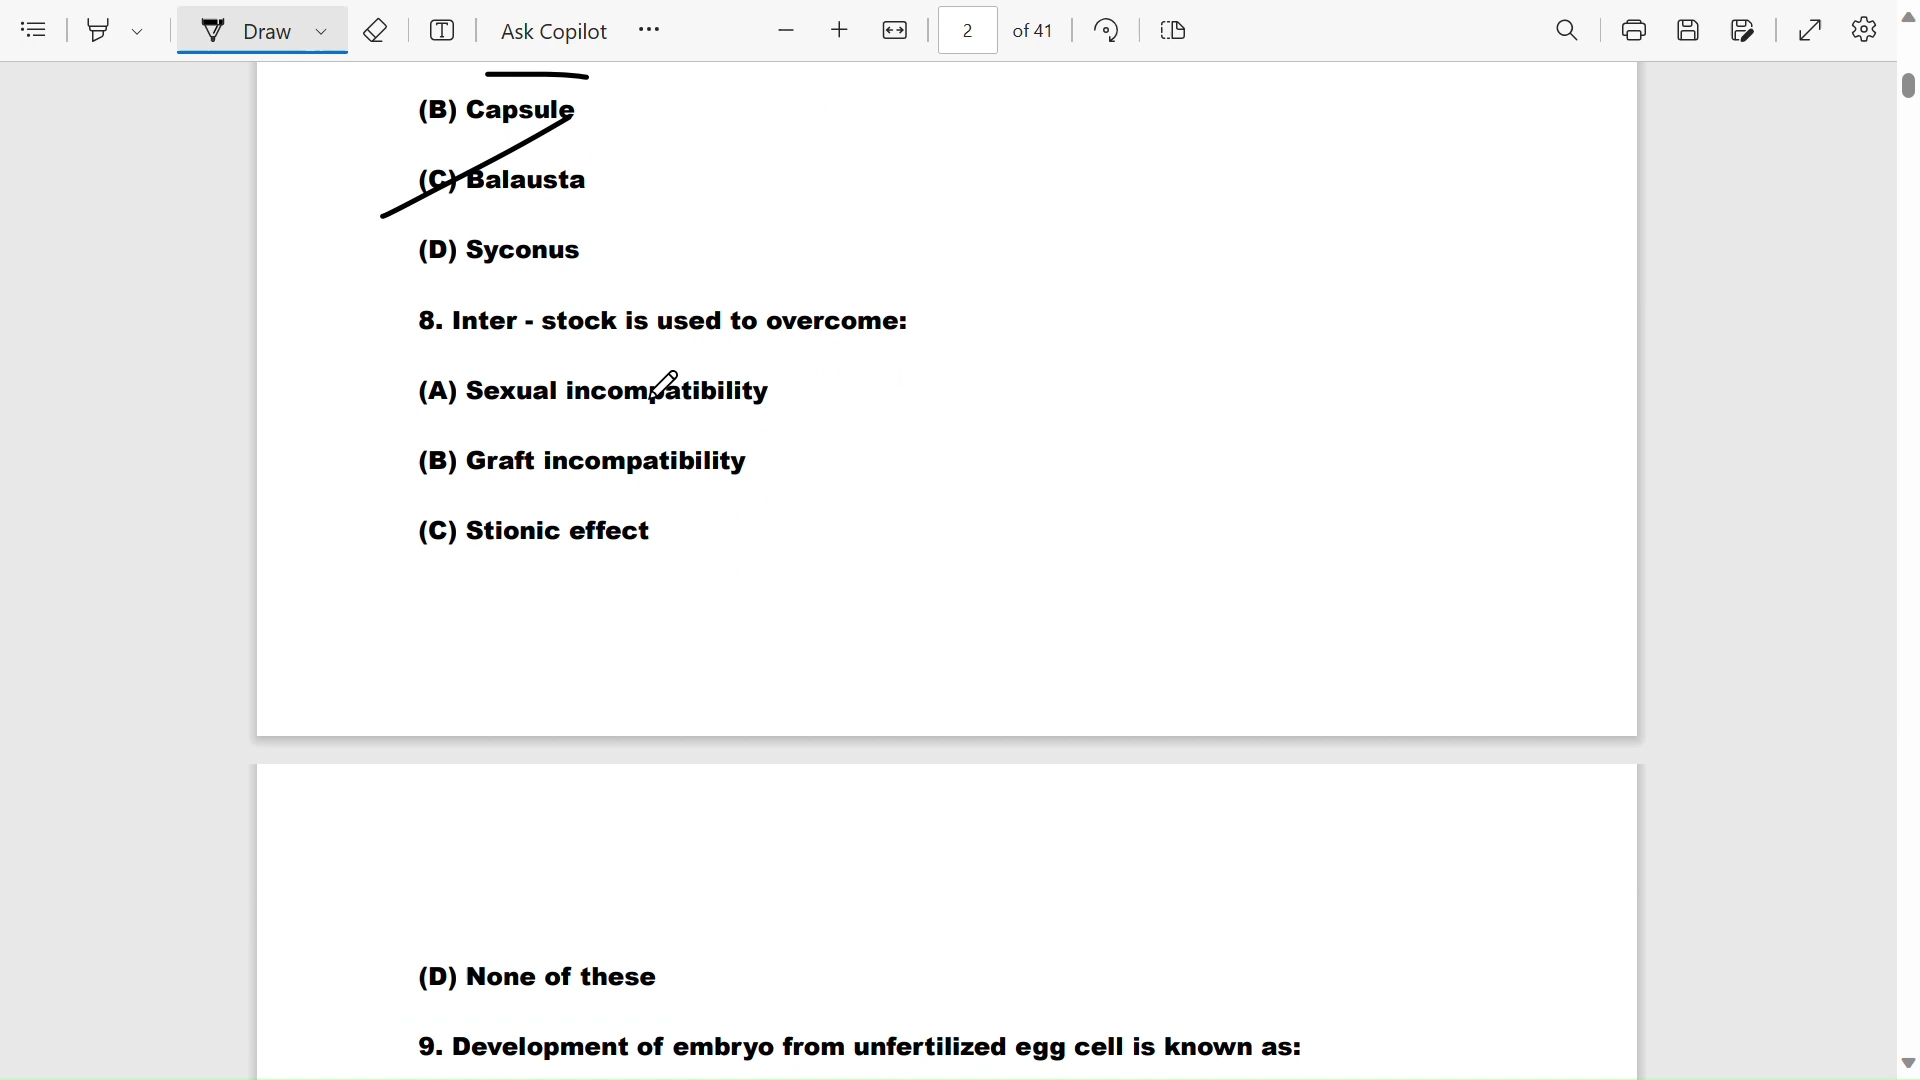 Draw
Ask Copilot
2
of 41
(B) Capsule
(C) Balausta
(D) Syconus
8. Inter - stock is used to overcome:
(A) Sexual incompatibility
(B) Graft incompatibility
(C) Stionic effect
(D) None of these
9. Development of embryo from unfertilized egg cell is known as: